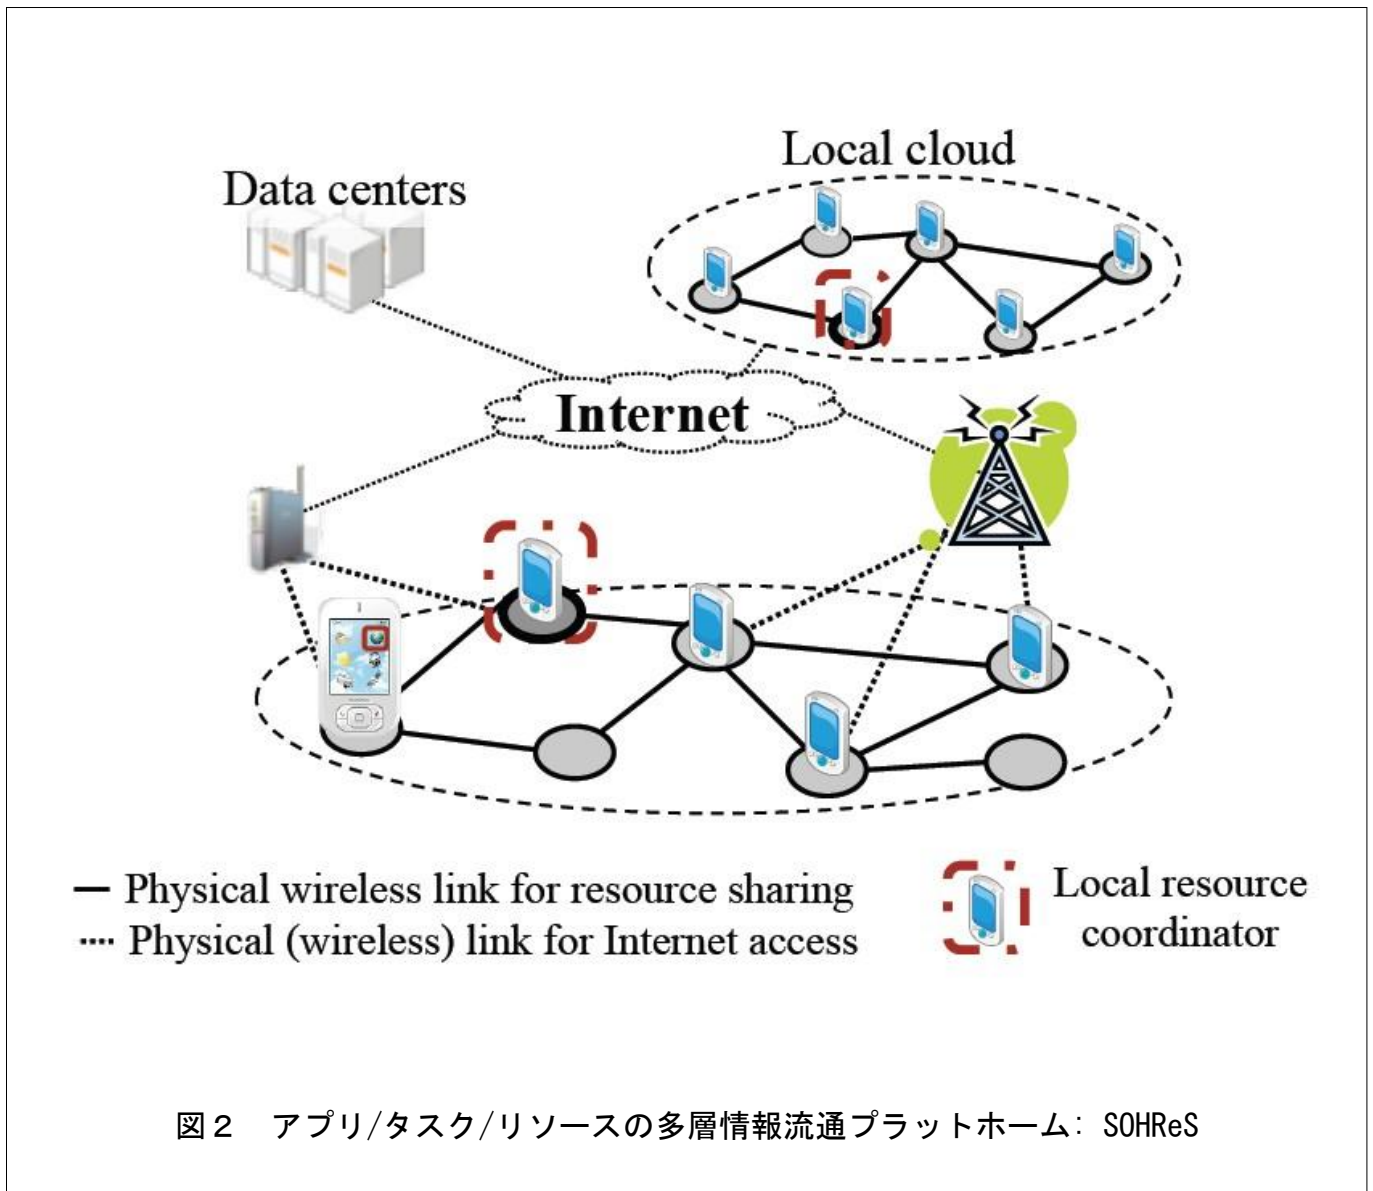 Local cloud
Data centers
Internet
Physical wireless link for resource sharing
Physical (wireless) link for Internet access
Local resource
coordinator
図２　アプリ/タスク/リソースの多層情報流通プラットホーム: SOHReS